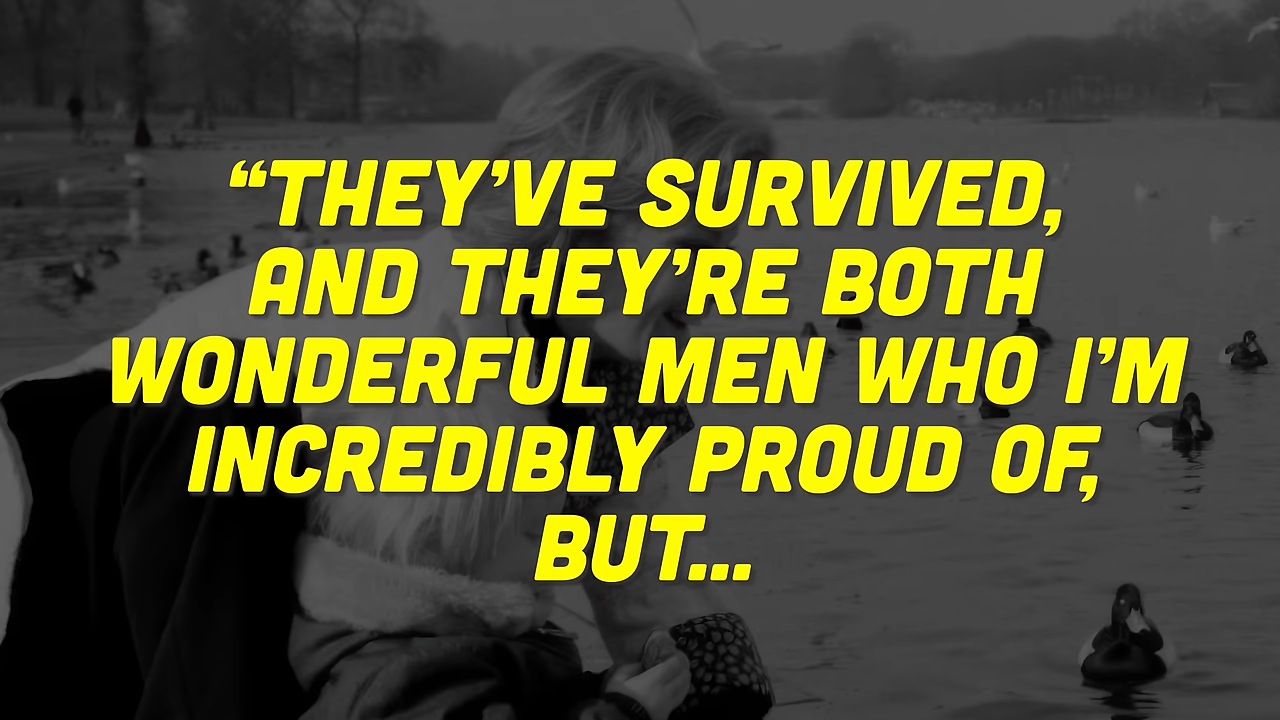 “THEY’VE SURVIVED,
AND THEY’RE BOTH
WONDERFUL MEN WHO I’M
INCREDIBLY PROUD OF,
BUT...